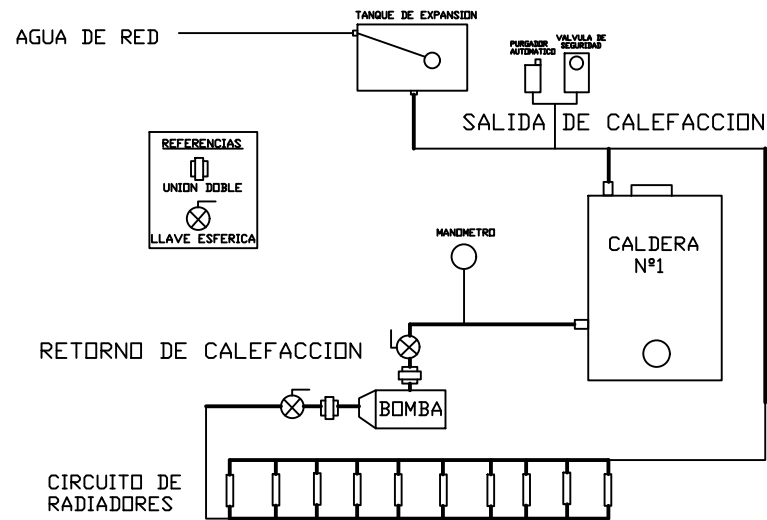 TANQUE DE EXPANSION
AGUA DE RED
PURGADOR
AUTOMATICO
VALVULA DE
SEGURIDAD
SALIDA DE CALEFACCION
REFERENCIAS
UNION DOBLE
LLAVE ESFERICA
MANOMETRO
CALDERA
Nº1
RETORNO DE CALEFACCION
BOMBA
CIRCUITO DE
RADIADORES